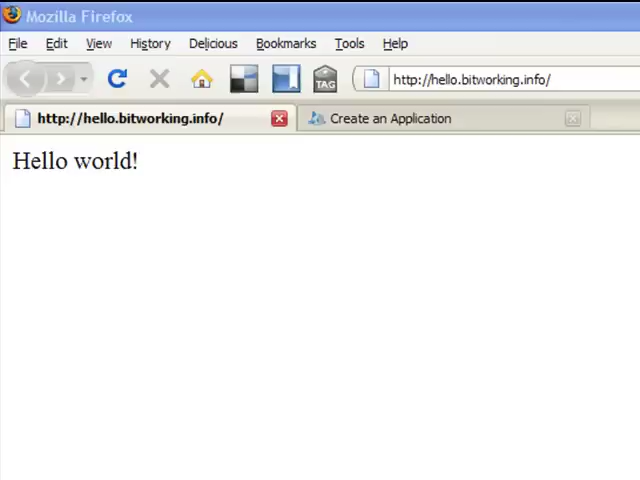 Mozilla Firefox
File Edit View History Delicious Bookmarks Tools Help
TAG http://hello.bitworking.info/
http://hello.bitworking.info/ Create an Application
Hello world!